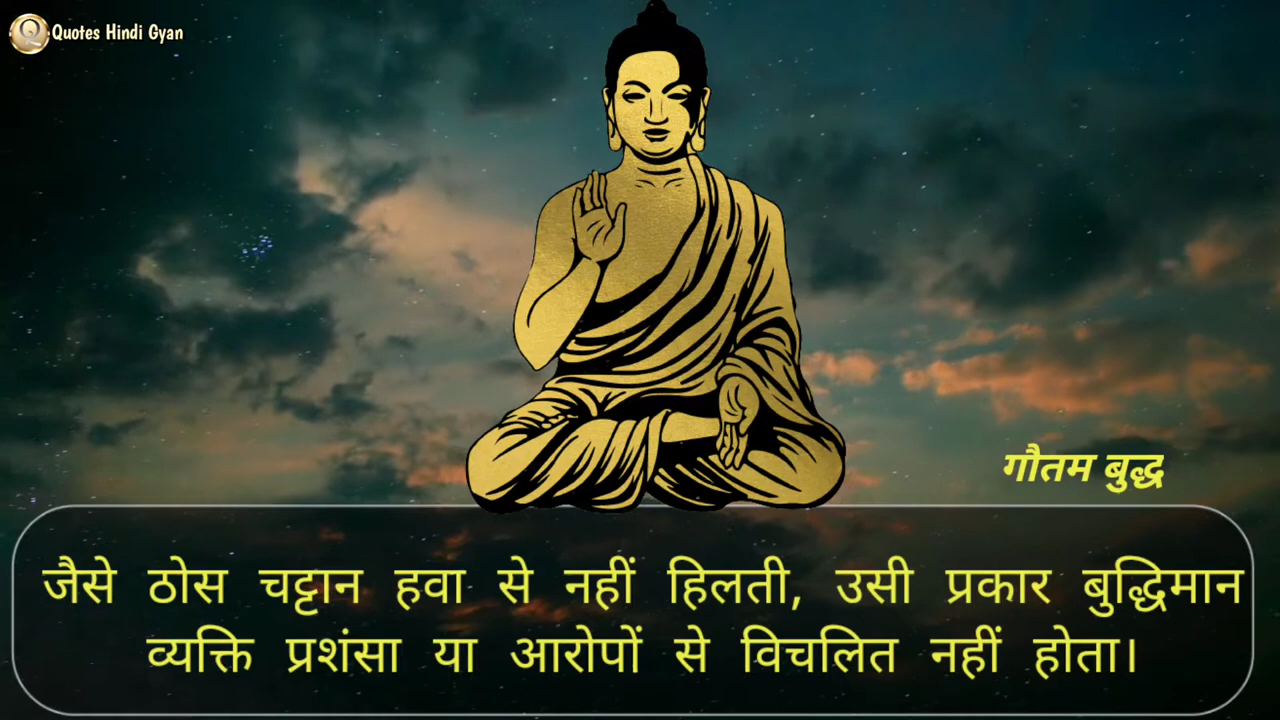 Quotes Hindi Gyan
गौतम बुद्ध
जैसे ठोस चट्टान हवा से नहीं हिलती, उसी प्रकार बुद्धिमान
व्यक्ति प्रशंसा या आरोपों से विचलित नहीं होता।